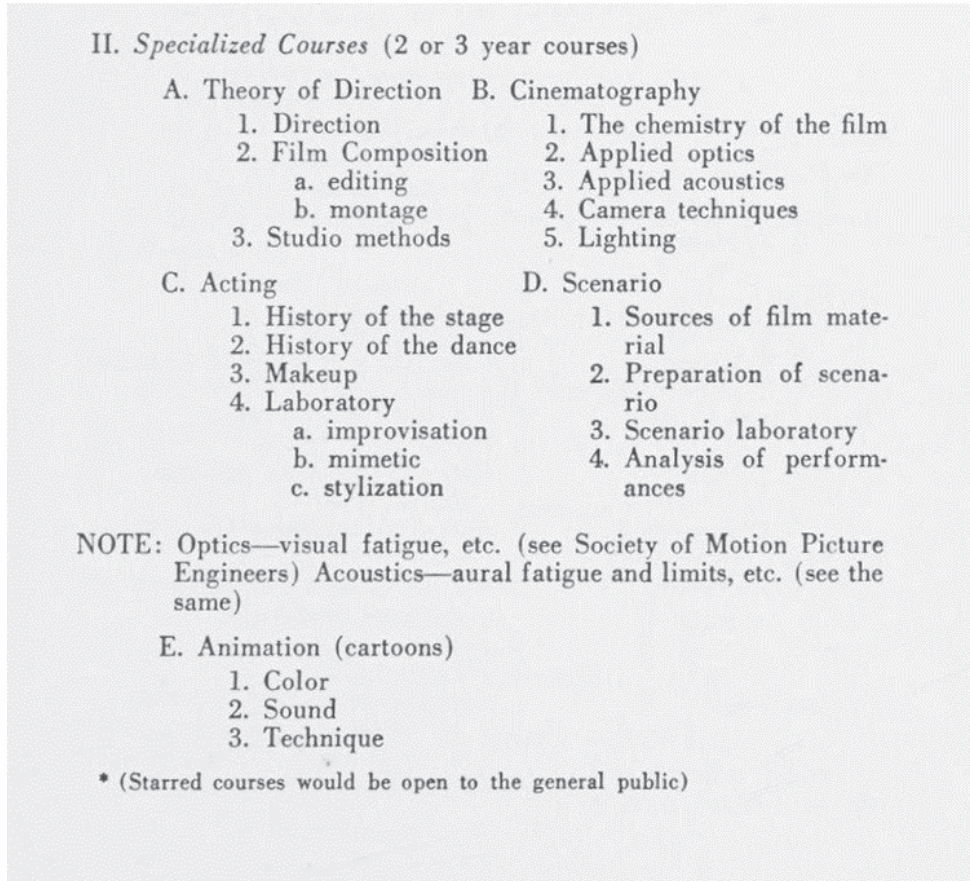 II. Specialized Courses (2 or 3 year courses)
A. Theory of Direction
1. Direction
2. Film Composition
a. editing
b. montage
3. Studio methods
B. Cinematography
1. The chemistry of the film
2. Applied optics
3. Applied acoustics
4. Camera techniques
5. Lighting
C. Acting
1. History of the stage
2. History of the dance
3. Makeup
4. Laboratory
a. improvisation
b. mimetic
c. stylization
D. Scenario
1. Sources of film mate-
rial
2. Preparation of scena-
rio
3. Scenario laboratory
4. Analysis of perform-
ances
NOTE: Optics—visual fatigue, etc. (see Society of Motion Picture
Engineers) Acoustics—aural fatigue and limits, etc. (see the
same)
E. Animation (cartoons)
1. Color
2. Sound
3. Technique
* (Starred courses would be open to the general public)